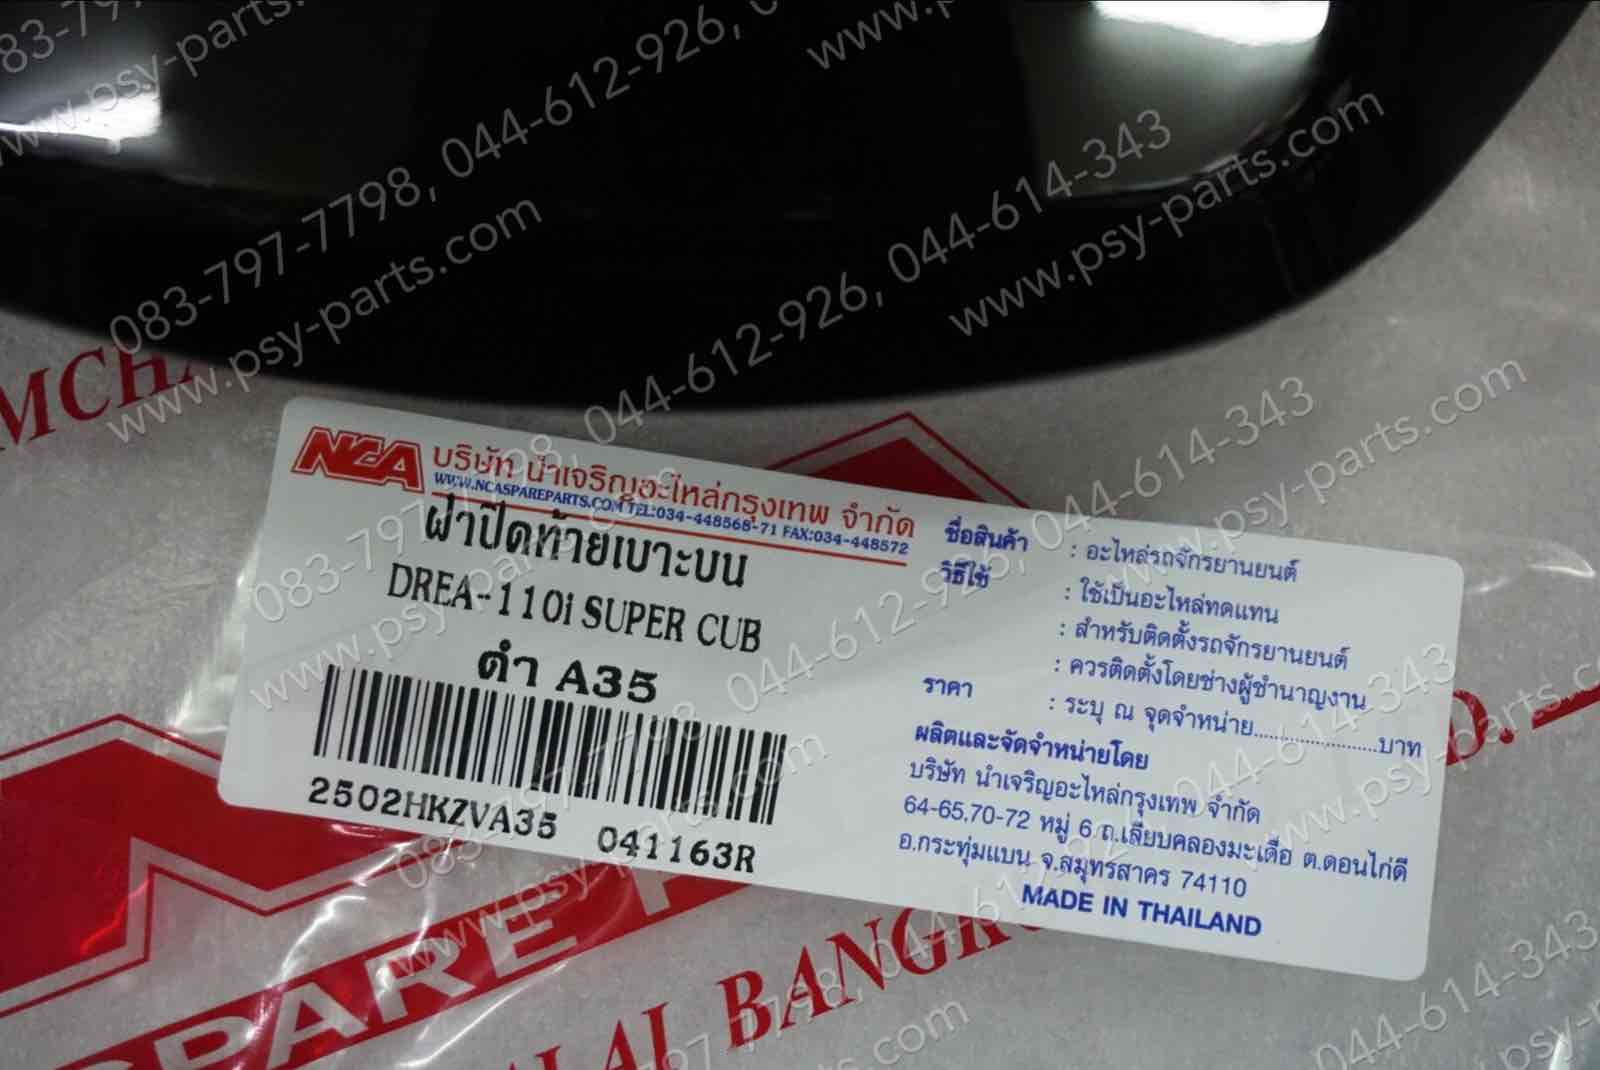 NCA
บริษัท นำเจริญอะไหล่กรุงเทพ จำกัด
WWW.NCASPAREPARTS.COM TEL:034-448568-71 FAX:034-448572
ฝาปิดท้ายเบาะบน
DREA-110i SUPER CUB
ดำ A35
2502HKZVA35 041163R
ชื่อสินค้า : อะไหล่รถจักรยานยนต์
วิธีใช้ : ใช้เป็นอะไหล่ทดแทน
: สำหรับติดตั้งรถจักรยานยนต์
: ควรติดตั้งโดยช่างผู้ชำนาญงาน
ราคา : ระบุ ณ จุดจำหน่าย......................บาท
ผลิตและจัดจำหน่ายโดย
บริษัท นำเจริญอะไหล่กรุงเทพ จำกัด
64-65,70-72 หมู่ 6 ถ.เลียบคลองมะเดื่อ ต.ดอนไก่ดี
อ.กระทุ่มแบน จ.สมุทรสาคร 74110
MADE IN THAILAND
083-797-7798, 044-612-926, 044-614-343
www.psy-parts.com